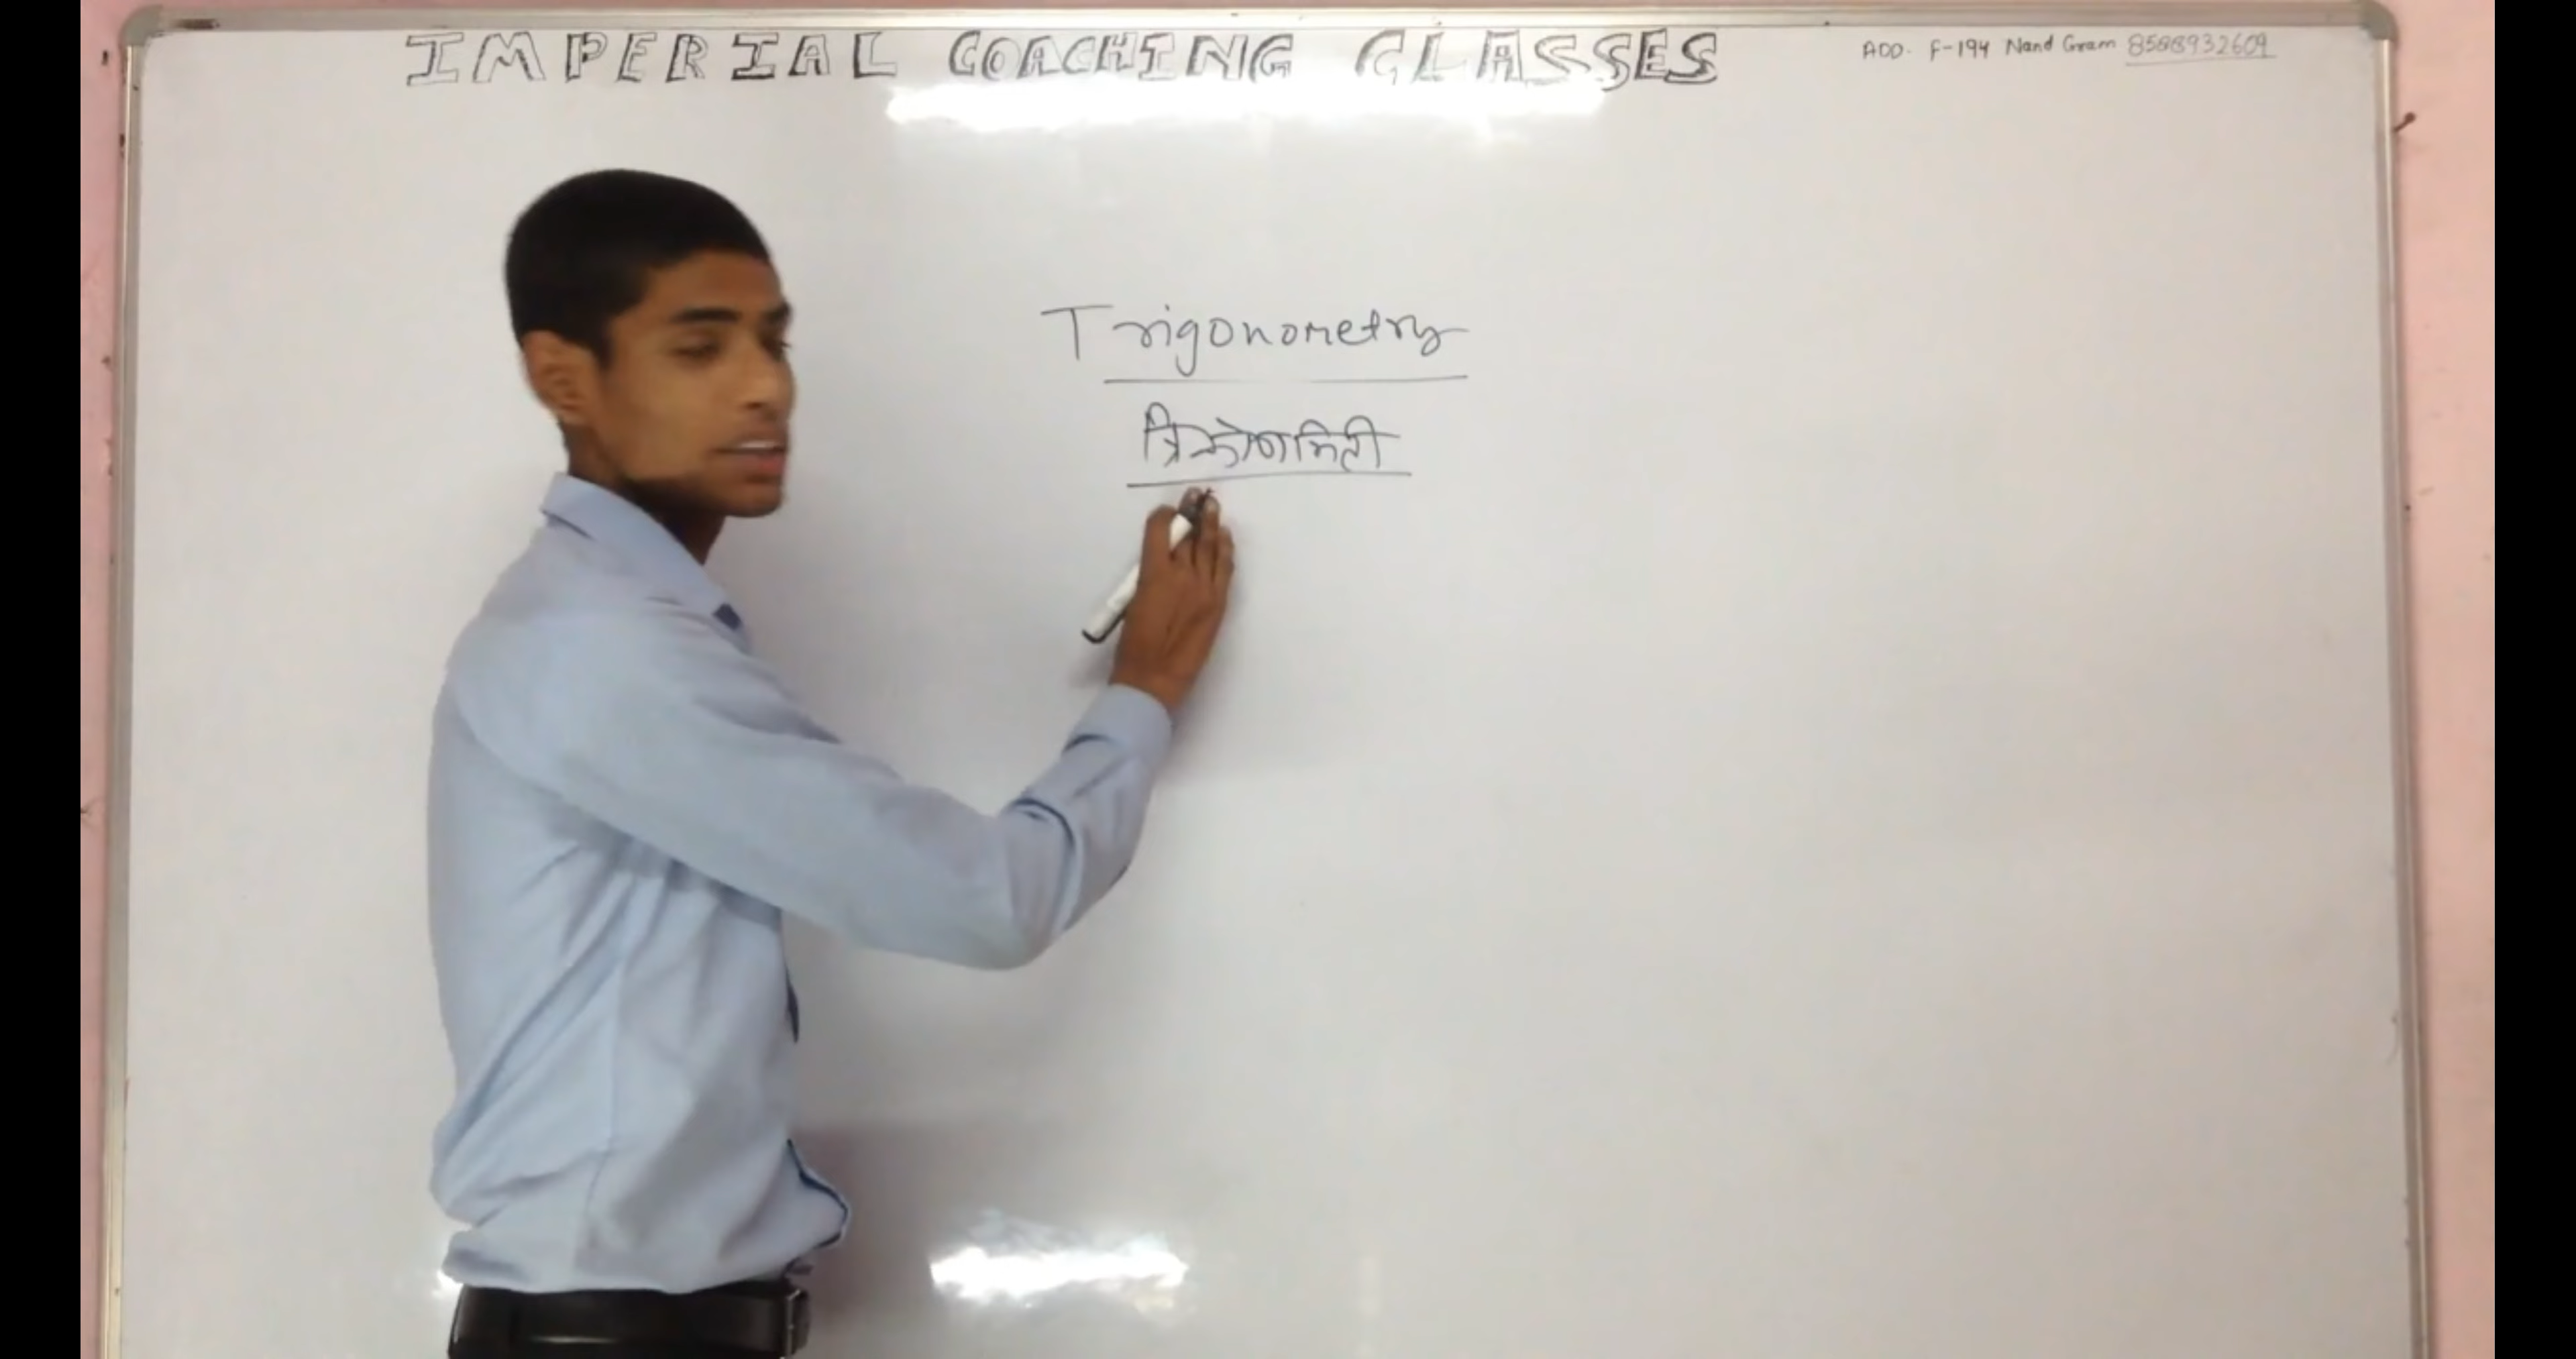 IMPERIAL COACHING CLASSES
ADD. F-194 Nand Gram 8588932609
Trigonometry
त्रिकोणमिती